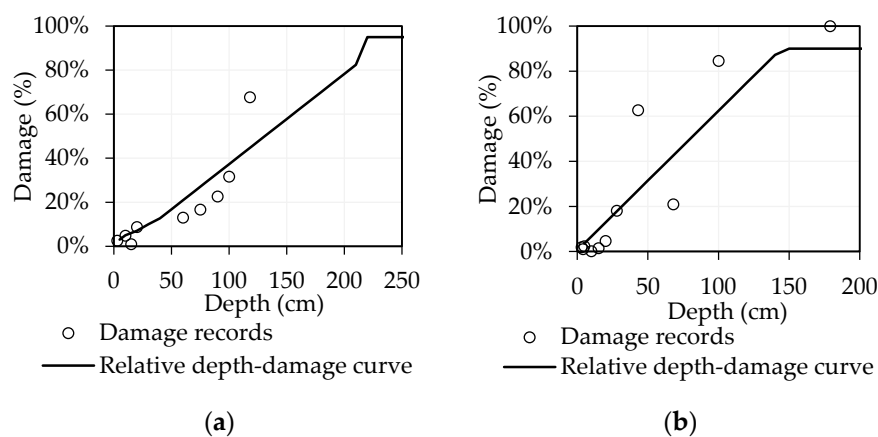 100%
80%
60%
40%
20%
0%
Damage (%)
0 50 100 150 200 250
Depth (cm)
Damage records
Relative depth-damage curve
(a)
100%
80%
60%
40%
20%
0%
Damage (%)
0 50 100 150 200
Depth (cm)
Damage records
Relative depth-damage curve
(b)